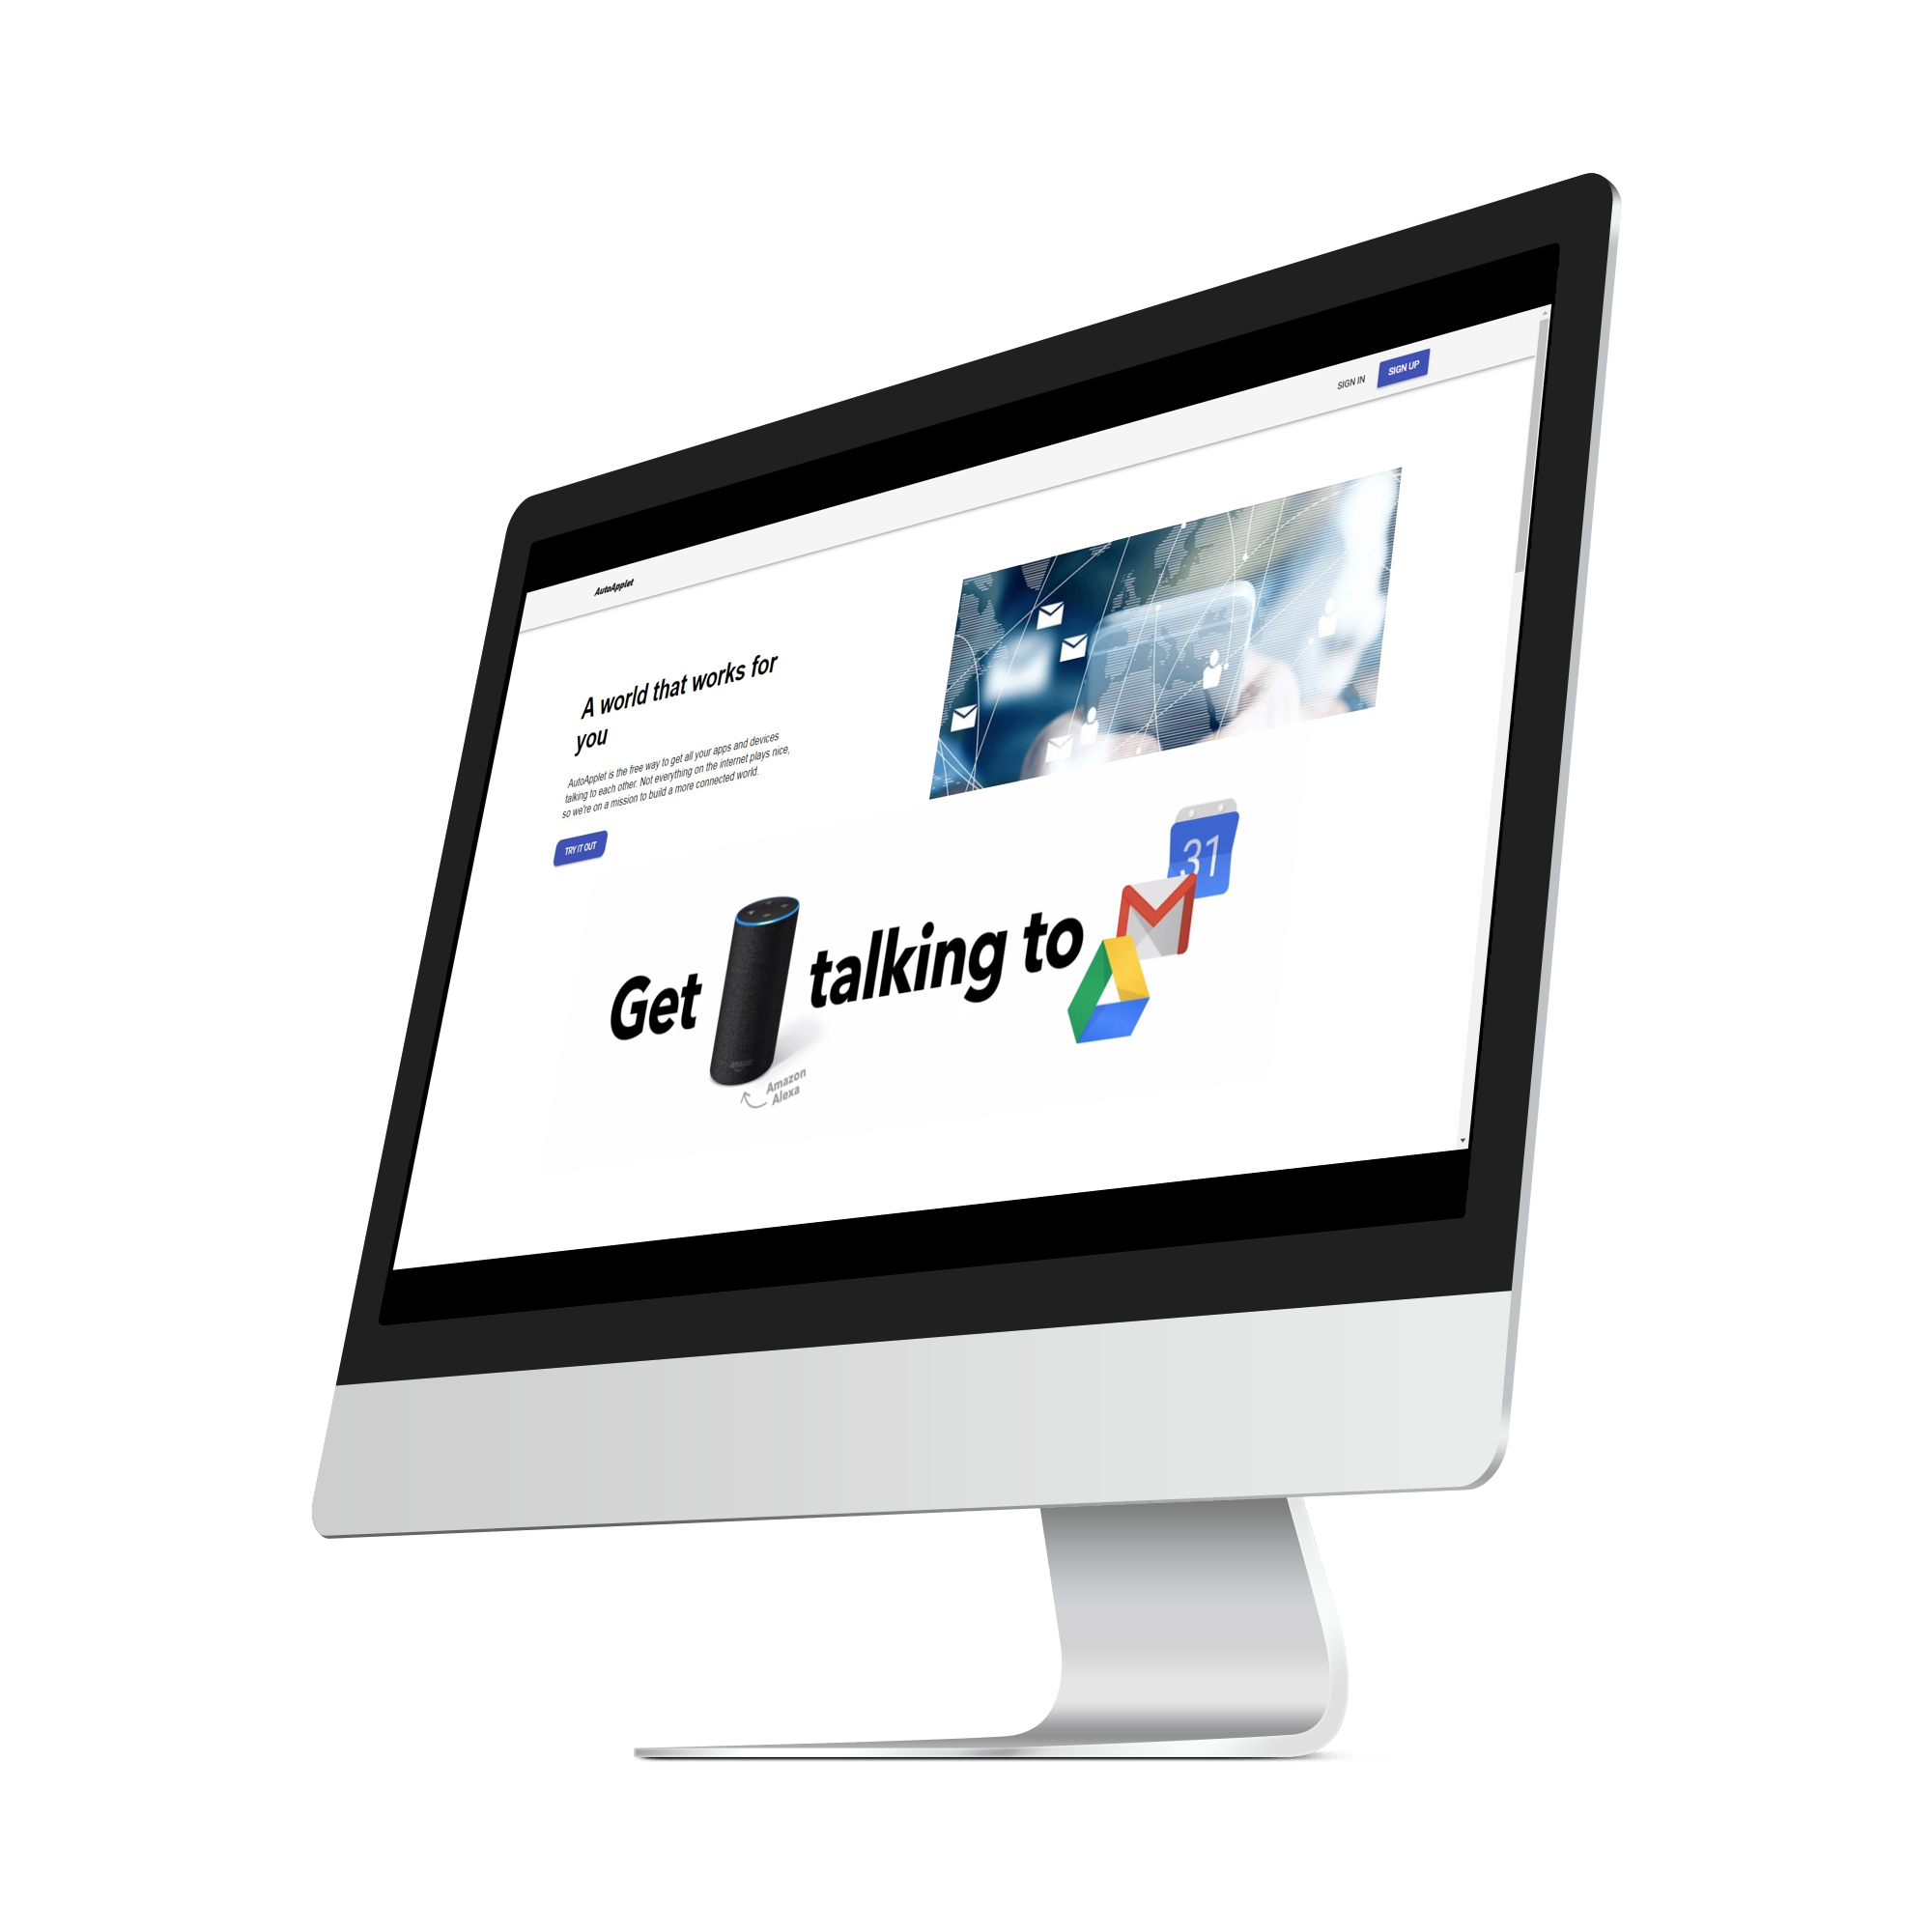 AutoApplet
SIGN IN
SIGN UP
A world that works for
you
AutoApplet is the free way to get all your apps and devices
talking to each other. Not everything on the internet plays nice,
so we're on a mission to build a more connected world.
TRY IT OUT
Get talking to
31
amazon
Amazon
Alexa